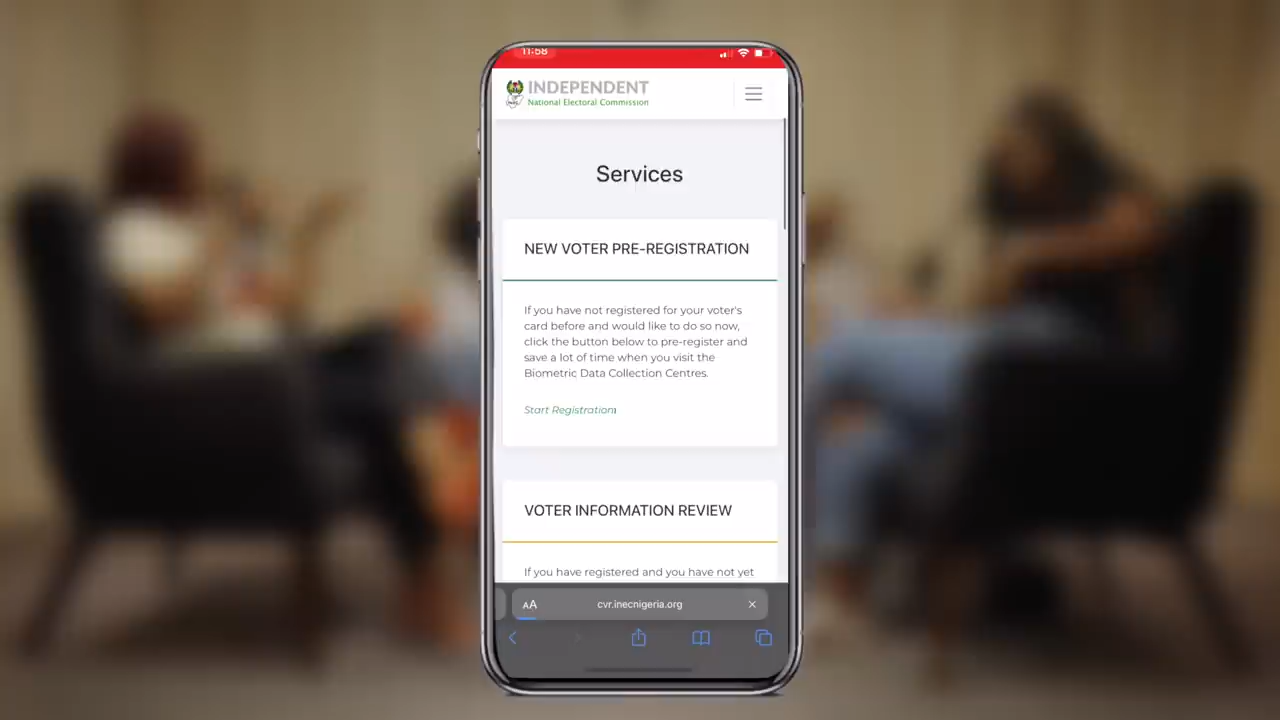 11:58
INDEPENDENT
National Electoral Commission
Services
NEW VOTER PRE-REGISTRATION
If you have not registered for your voter's
card before and would like to do so now,
click the button below to pre-register and
save a lot of time when you visit the
Biometric Data Collection Centres.
Start Registration
VOTER INFORMATION REVIEW
If you have registered and you have not yet
AA
cvr.inecnigeria.org